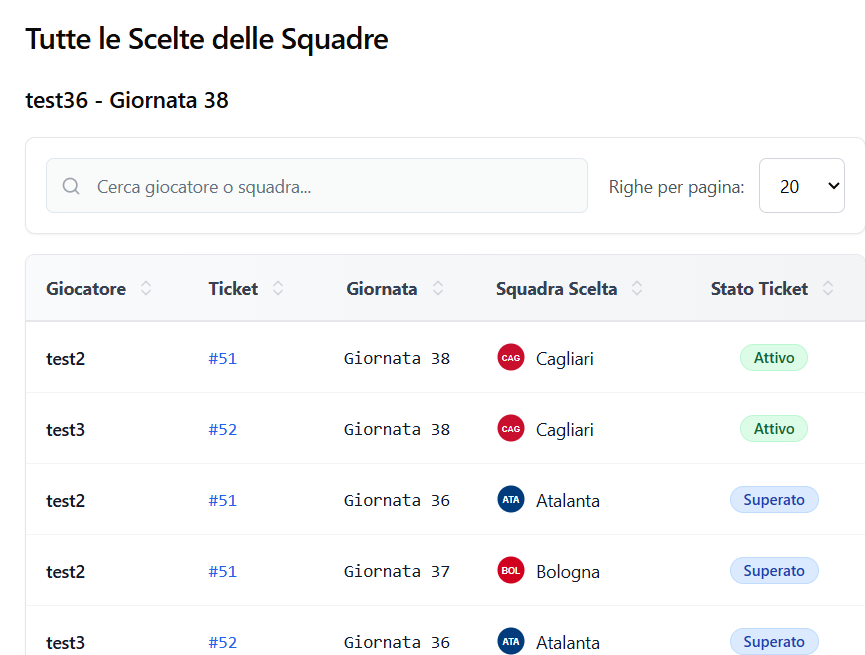 Tutte le Scelte delle Squadre
test36 - Giornata 38
Cerca giocatore o squadra... Righe per pagina: 20
Giocatore Ticket Giornata Squadra Scelta Stato Ticket
test2 #51 Giornata 38 CAG Cagliari Attivo
test3 #52 Giornata 38 CAG Cagliari Attivo
test2 #51 Giornata 36 ATA Atalanta Superato
test2 #51 Giornata 37 BOL Bologna Superato
test3 #52 Giornata 36 ATA Atalanta Superato